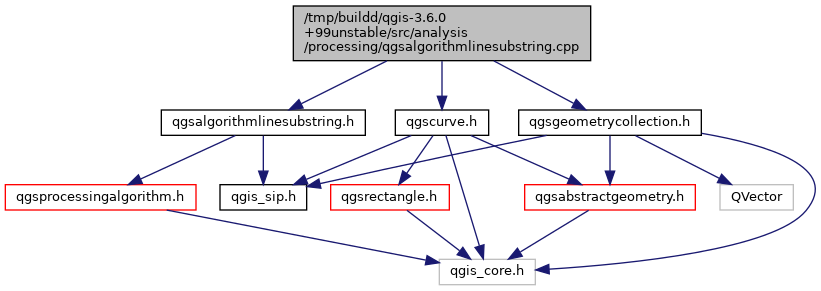 /tmp/buildd/qgis-3.6.0
+99unstable/src/analysis
/processing/qgsalgorithmlinesubstring.cpp
qgsalgorithmlinesubstring.h
qgscurve.h
qgsgeometrycollection.h
qgsprocessingalgorithm.h
qgis_sip.h
qgsrectangle.h
qgsabstractgeometry.h
QVector
qgis_core.h